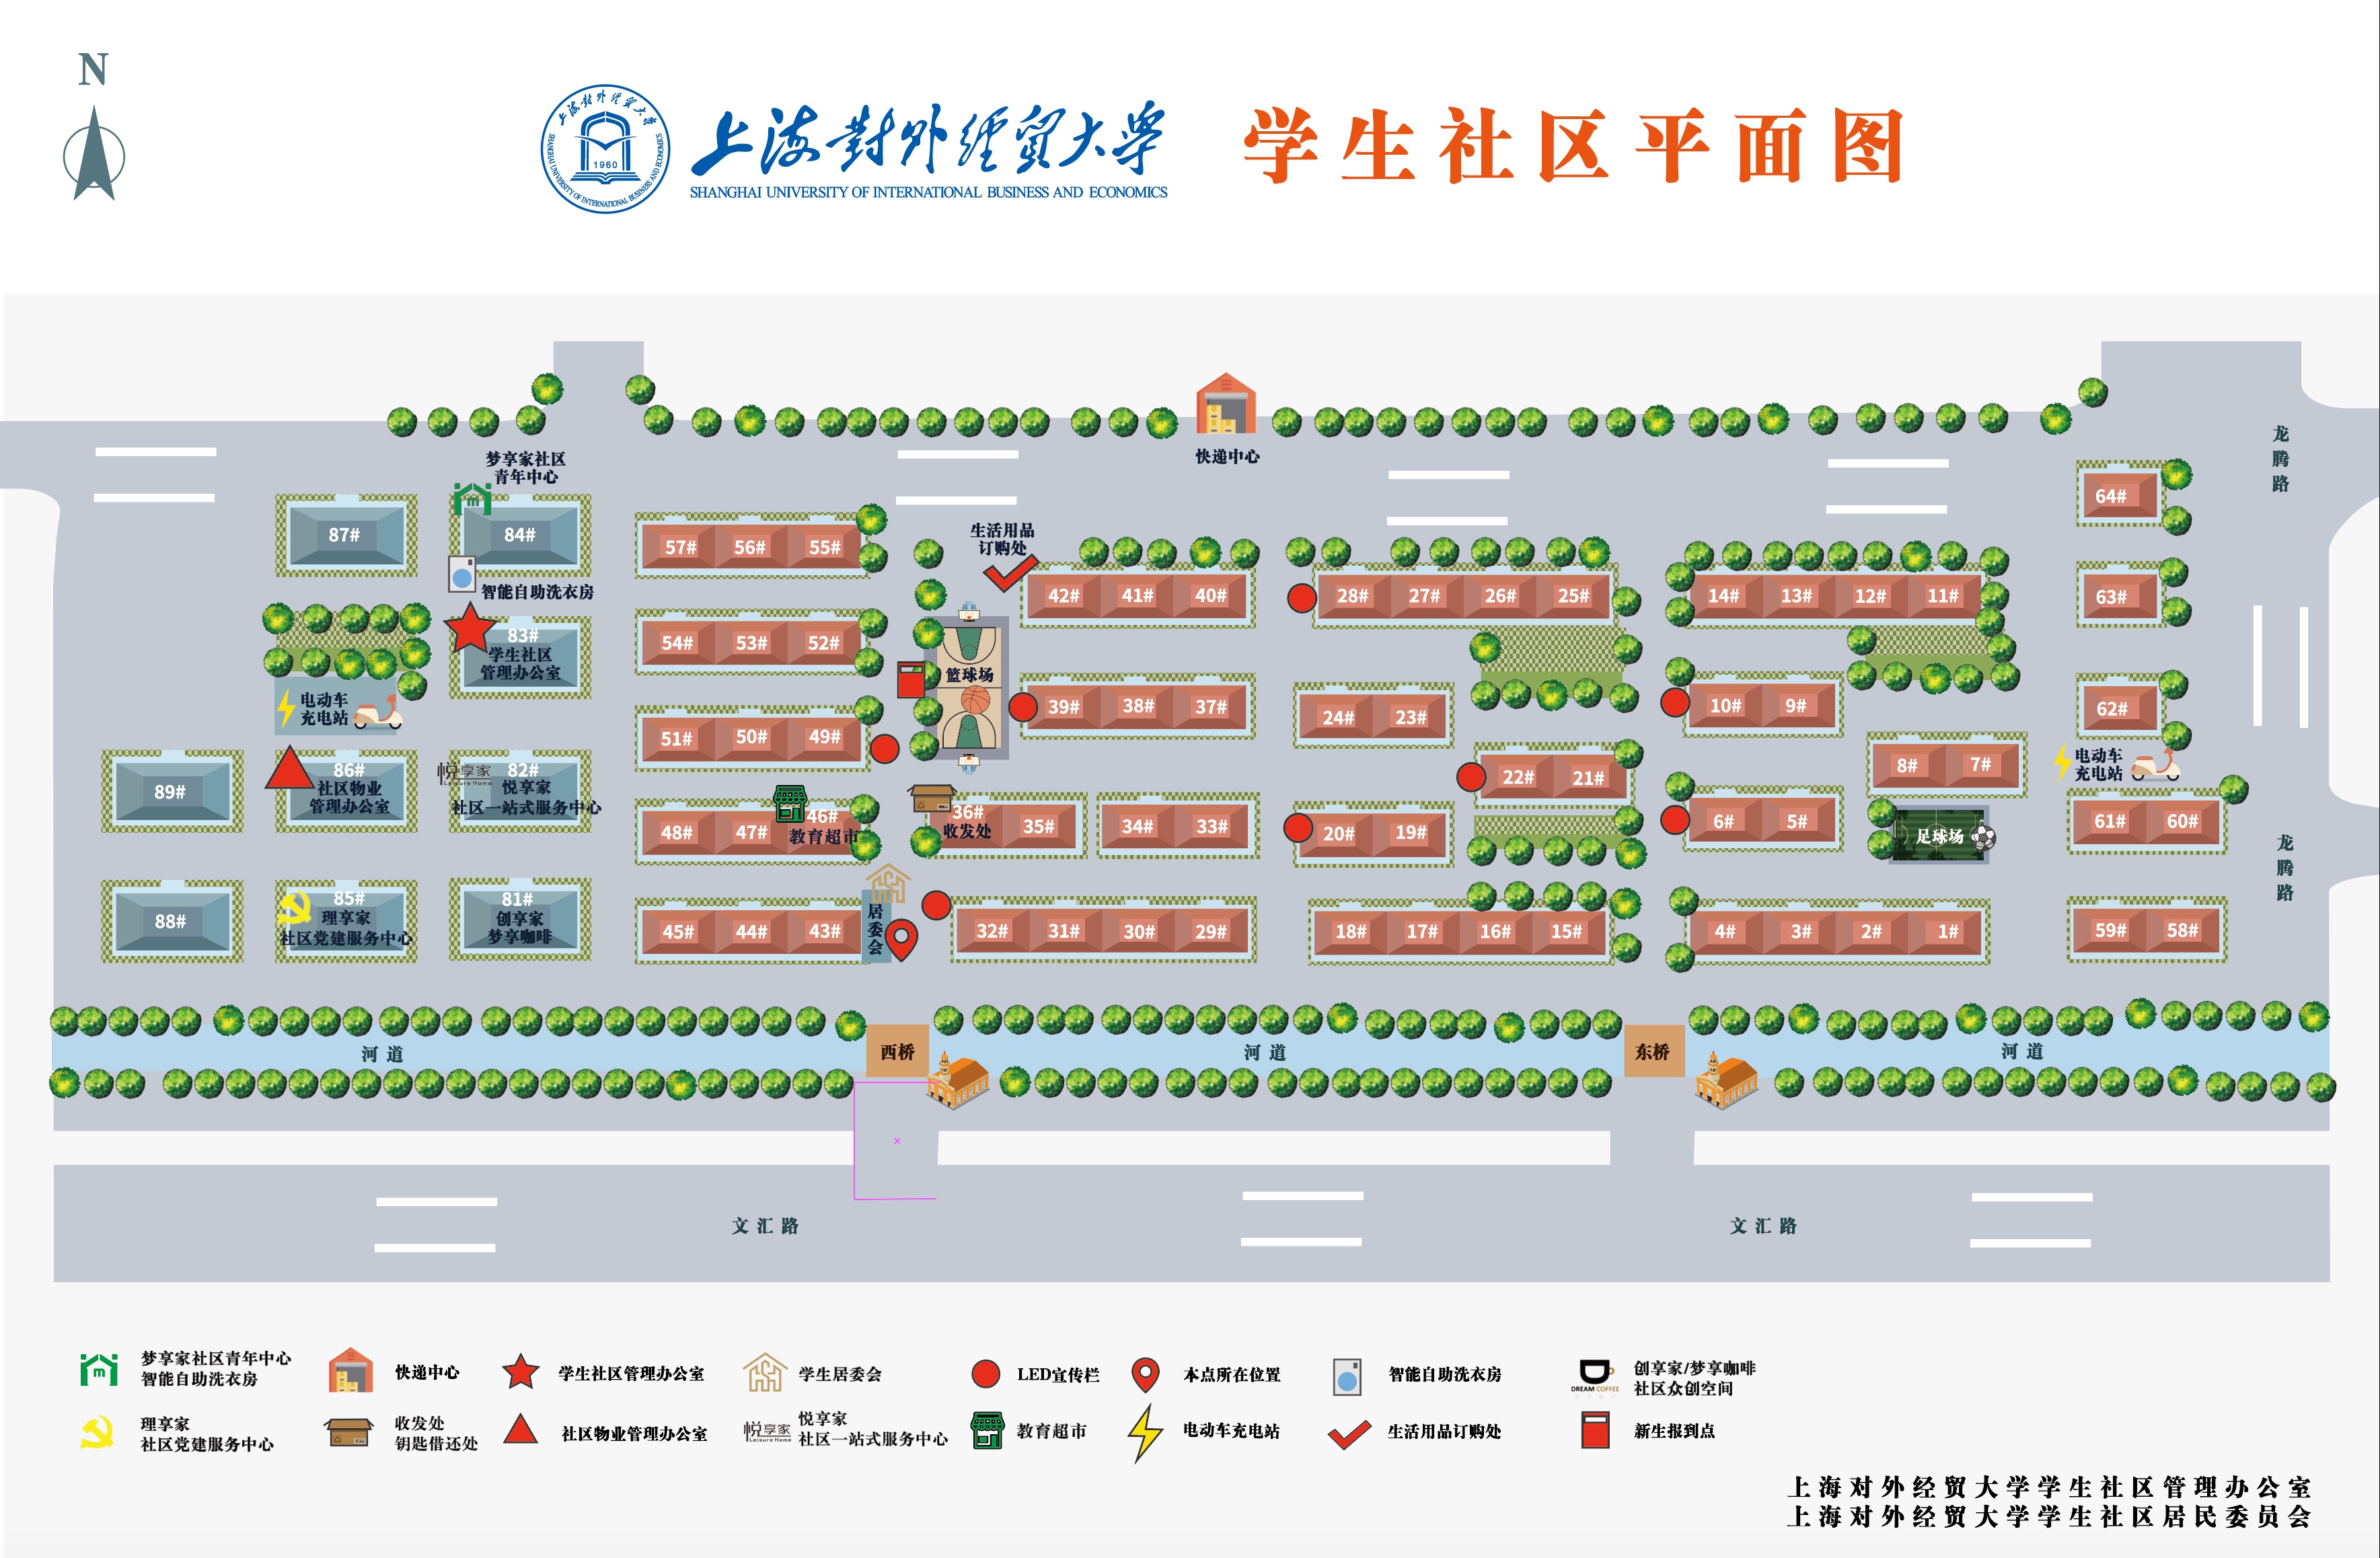 N
上海对外经贸大学
1960
SHANGHAI UNIVERSITY OF INTERNATIONAL BUSINESS AND ECONOMICS
上海對外经貿大學
SHANGHAI UNIVERSITY OF INTERNATIONAL BUSINESS AND ECONOMICS
学生社区平面图
龙腾路
快递中心
梦享家社区
青年中心
m
87#
84#
智能自助洗衣房
57# 56# 55#
生活用品
订购处
42# 41# 40#
28# 27# 26# 25#
14# 13# 12# 11#
64#
63#
83#
学生社区
管理办公室
54# 53# 52#
篮球场
电动车
充电站
51# 50# 49#
39# 38# 37#
24# 23#
10# 9#
62#
89#
86#
社区物业
管理办公室
悦享家
Leisure Home
82#
悦享家
社区一站式服务中心
48# 47# 46#
教育超市
36#
收发处
35#
34# 33#
22# 21#
20# 19#
8# 7#
6# 5#
足球场
电动车
充电站
61# 60#
龙腾路
88#
85#
理享家
社区党建服务中心
81#
创享家
梦享咖啡
45# 44# 43#
居委会
32# 31# 30# 29#
18# 17# 16# 15#
4# 3# 2# 1#
59# 58#
河道
西桥
河道
东桥
河道
文汇路
文汇路
m
梦享家社区青年中心
智能自助洗衣房
快递中心
学生社区管理办公室
学生居委会
LED宣传栏
本点所在位置
智能自助洗衣房
DREAM COFFEE
创享家/梦享咖啡
社区众创空间
理享家
社区党建服务中心
收发处
钥匙借还处
社区物业管理办公室
悦享家
Leisure Home
悦享家
社区一站式服务中心
教育超市
电动车充电站
生活用品订购处
新生报到点
上海对外经贸大学学生社区管理办公室
上海对外经贸大学学生社区居民委员会